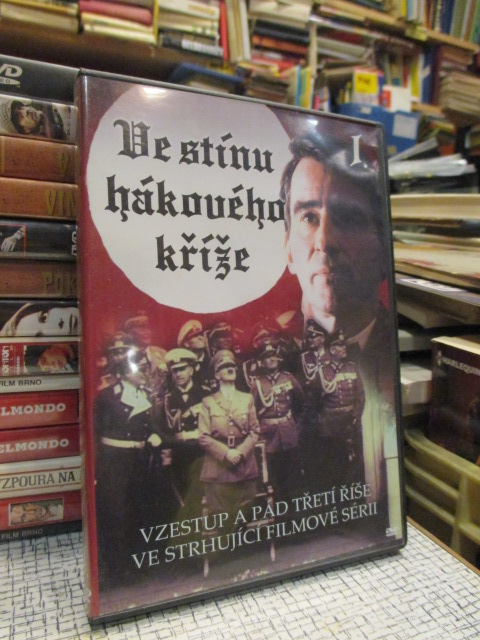 Ve stínu
hákového
kříže
I
VZESTUP A PÁD TŘETÍ ŘÍŠE
VE STRHUJÍCÍ FILMOVÉ SÉRII
FILM BRNO
ELMONDO
ELMONDO
ZPOURA NA
FILM BRNO